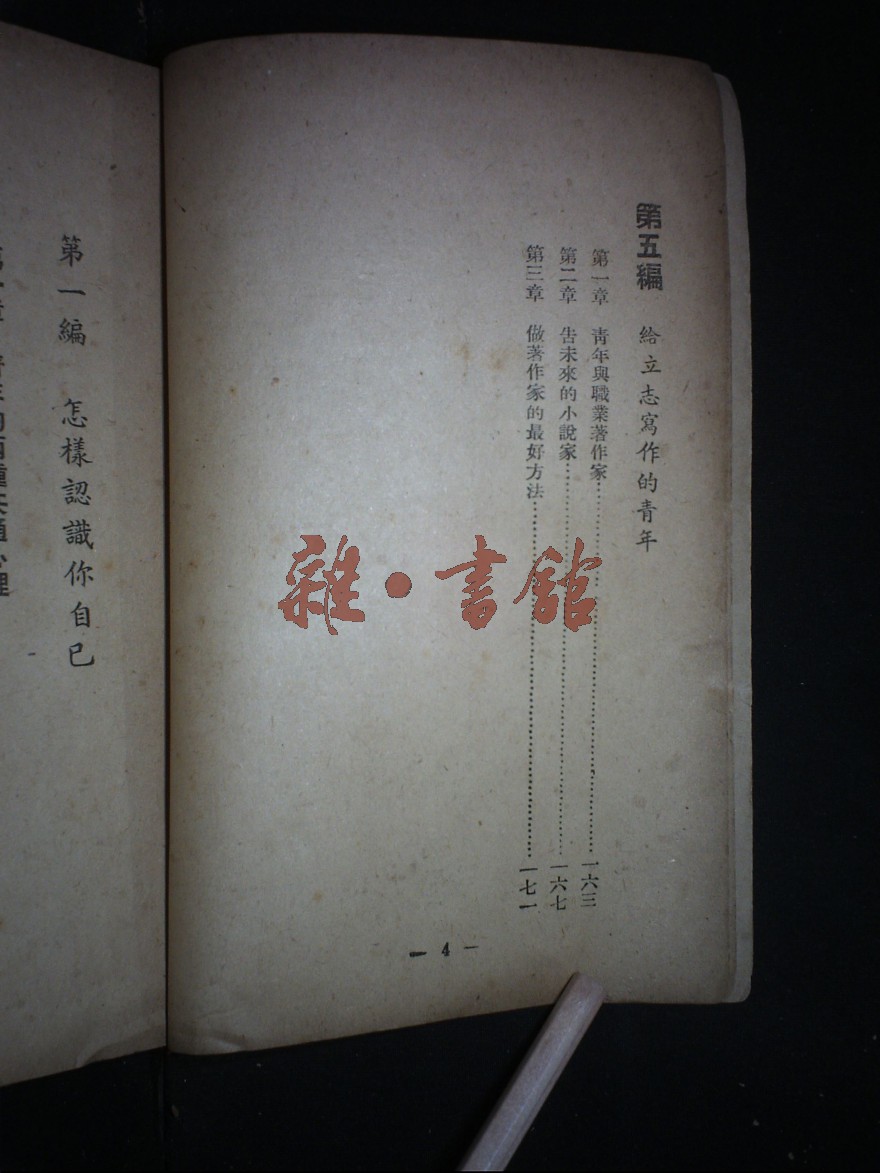 第五編 給立志寫作的青年
第一章 青年與職業著作家……一六三
第二章 告未來的小說家……一六七
第三章 做著作家的最好方法……一七一
— 4 —
第一編 怎樣認識你自己
雜·書館